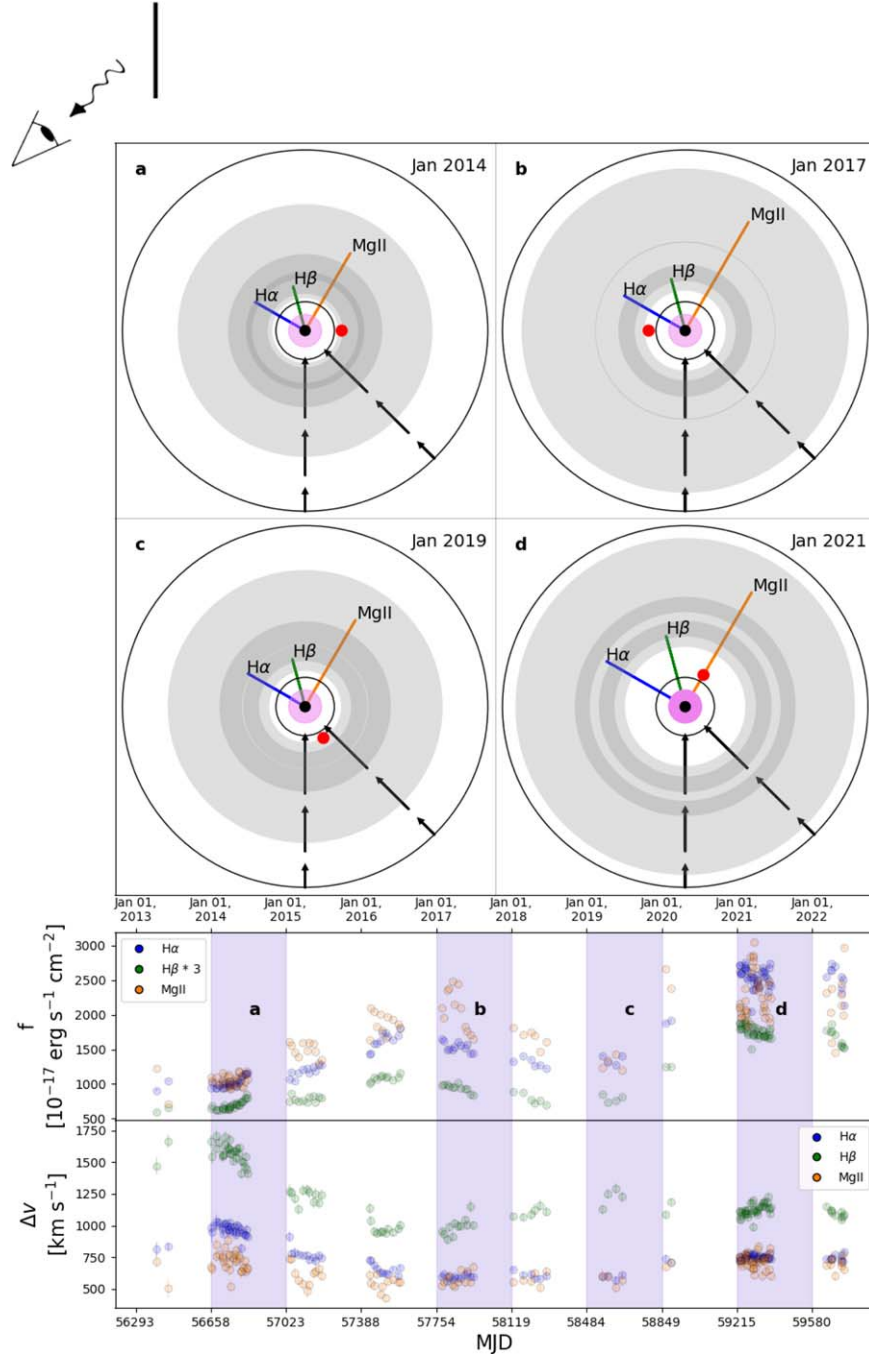 a
Jan 2014
MgII
Hβ
Hα
b
Jan 2017
MgII
Hβ
Hα
c
Jan 2019
MgII
Hβ
Hα
d
Jan 2021
MgII
Hβ
Hα
Jan 01, 2013
Jan 01, 2014
Jan 01, 2015
Jan 01, 2016
Jan 01, 2017
Jan 01, 2018
Jan 01, 2019
Jan 01, 2020
Jan 01, 2021
Jan 01, 2022
f
[10⁻¹⁷ erg s⁻¹ cm⁻²]
3000
2500
2000
1500
1000
500
Hα
Hβ * 3
MgII
a
b
c
d
Δv
[km s⁻¹]
1750
1500
1250
1000
750
500
Hα
Hβ
MgII
56293
56658
57023
57388
57754
58119
58484
58849
59215
59580
MJD